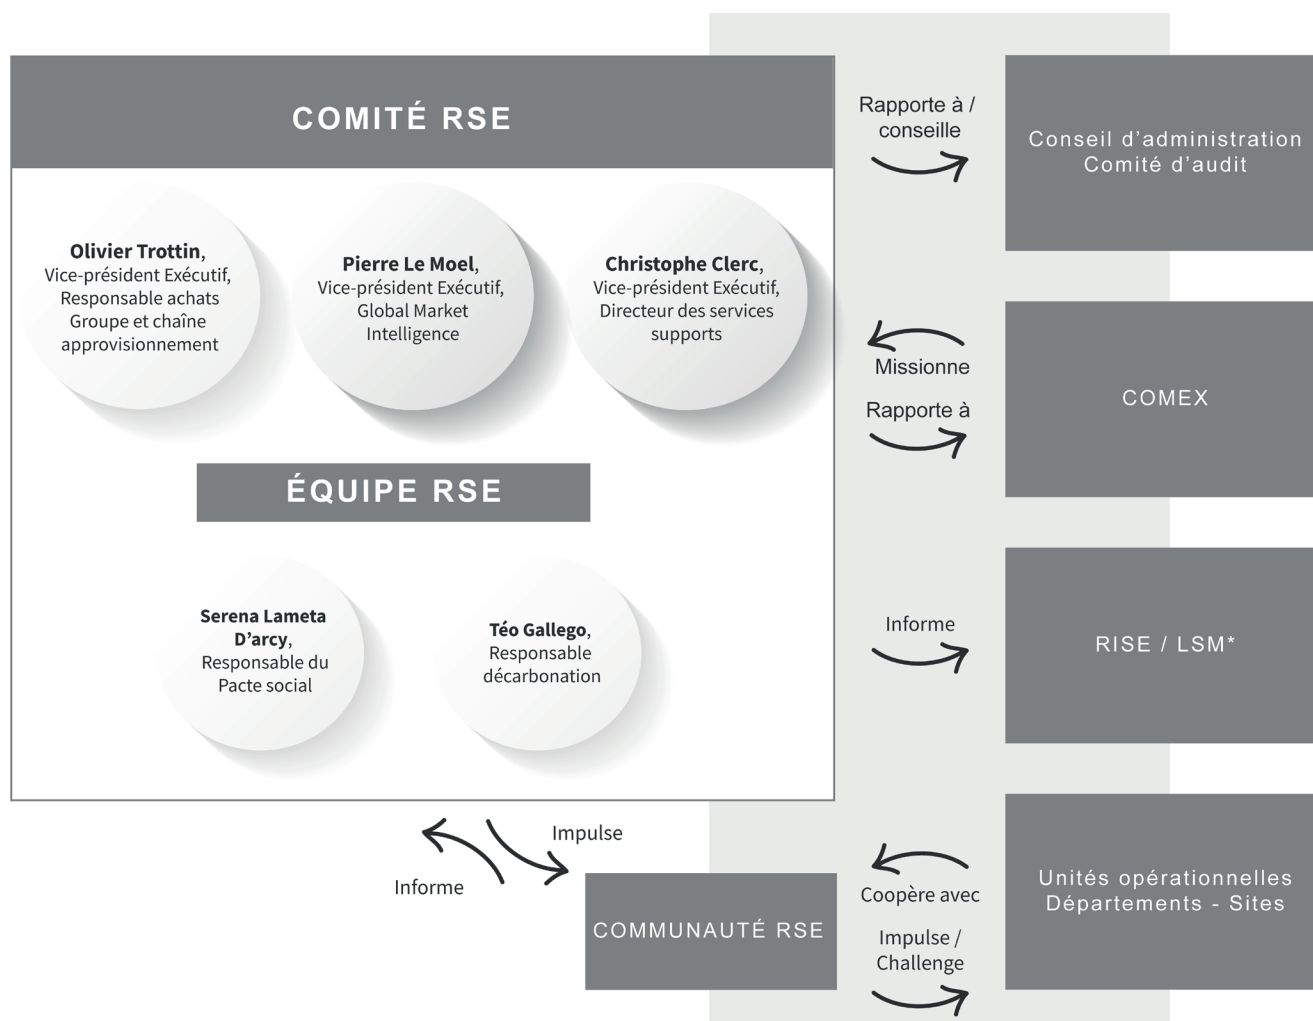 COMITÉ RSE
Olivier Trottin,
Vice-président Exécutif,
Responsable achats
Groupe et chaîne
approvisionnement
Pierre Le Moel,
Vice-président Exécutif,
Global Market
Intelligence
Christophe Clerc,
Vice-président Exécutif,
Directeur des services
supports
ÉQUIPE RSE
Serena Lameta
D’arcy,
Responsable du
Pacte social
Téo Gallego,
Responsable
décarbonation
Rapporte à /
conseille
Conseil d’administration
Comité d’audit
Missionne
Rapporte à
COMEX
Informe
RISE / LSM*
Impulse
Informe
COMMUNAUTÉ RSE
Coopère avec
Impulse /
Challenge
Unités opérationnelles
Départements - Sites